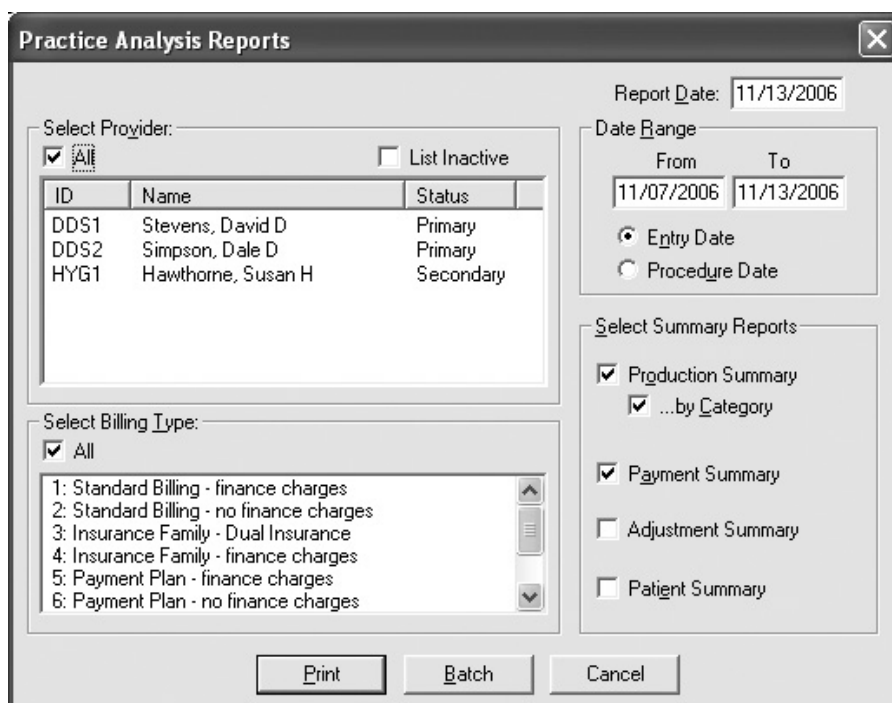 Practice Analysis Reports
Report Date: 11/13/2006
Select Provider:
All
List Inactive
ID Name Status
DDS1 Stevens, David D Primary
DDS2 Simpson, Dale D Primary
HYG1 Hawthorne, Susan H Secondary
Date Range
From To
11/07/2006 11/13/2006
Entry Date
Procedure Date
Select Billing Type:
All
1: Standard Billing - finance charges
2: Standard Billing - no finance charges
3: Insurance Family - Dual Insurance
4: Insurance Family - finance charges
5: Payment Plan - finance charges
6: Payment Plan - no finance charges
Select Summary Reports
Production Summary
...by Category
Payment Summary
Adjustment Summary
Patient Summary
Print Batch Cancel